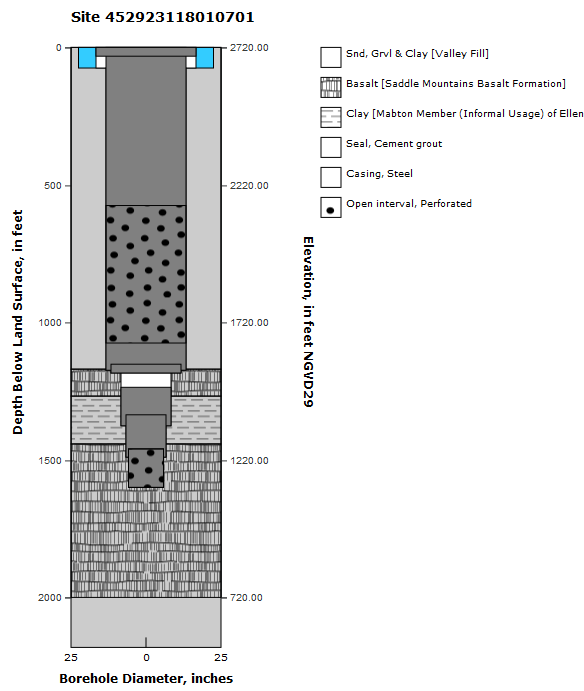 Site 452923118010701
0
500
1000
1500
2000
2720.00
2220.00
1720.00
1220.00
720.00
Depth Below Land Surface, in feet
Elevation, in feet NGVD29
25
0
25
Borehole Diameter, inches
Snd, Grvl & Clay [Valley Fill]
Basalt [Saddle Mountains Basalt Formation]
Clay [Mabton Member (Informal Usage) of Ellen
Seal, Cement grout
Casing, Steel
Open interval, Perforated